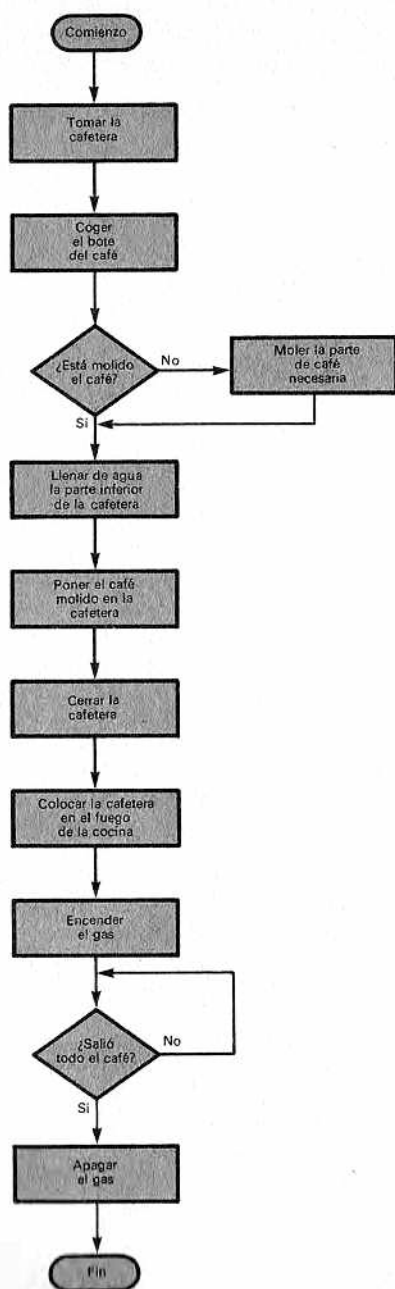 Comienzo
Tomar la
cafetera
Coger
el bote
del café
¿Está molido
el café?
No
Moler la parte
de café
necesaria
Si
Llenar de agua
la parte inferior
de la cafetera
Poner el café
molido en la
cafetera
Cerrar la
cafetera
Colocar la cafetera
en el fuego
de la cocina
Encender
el gas
¿Salió
todo el café?
No
Si
Apagar
el gas
Fin